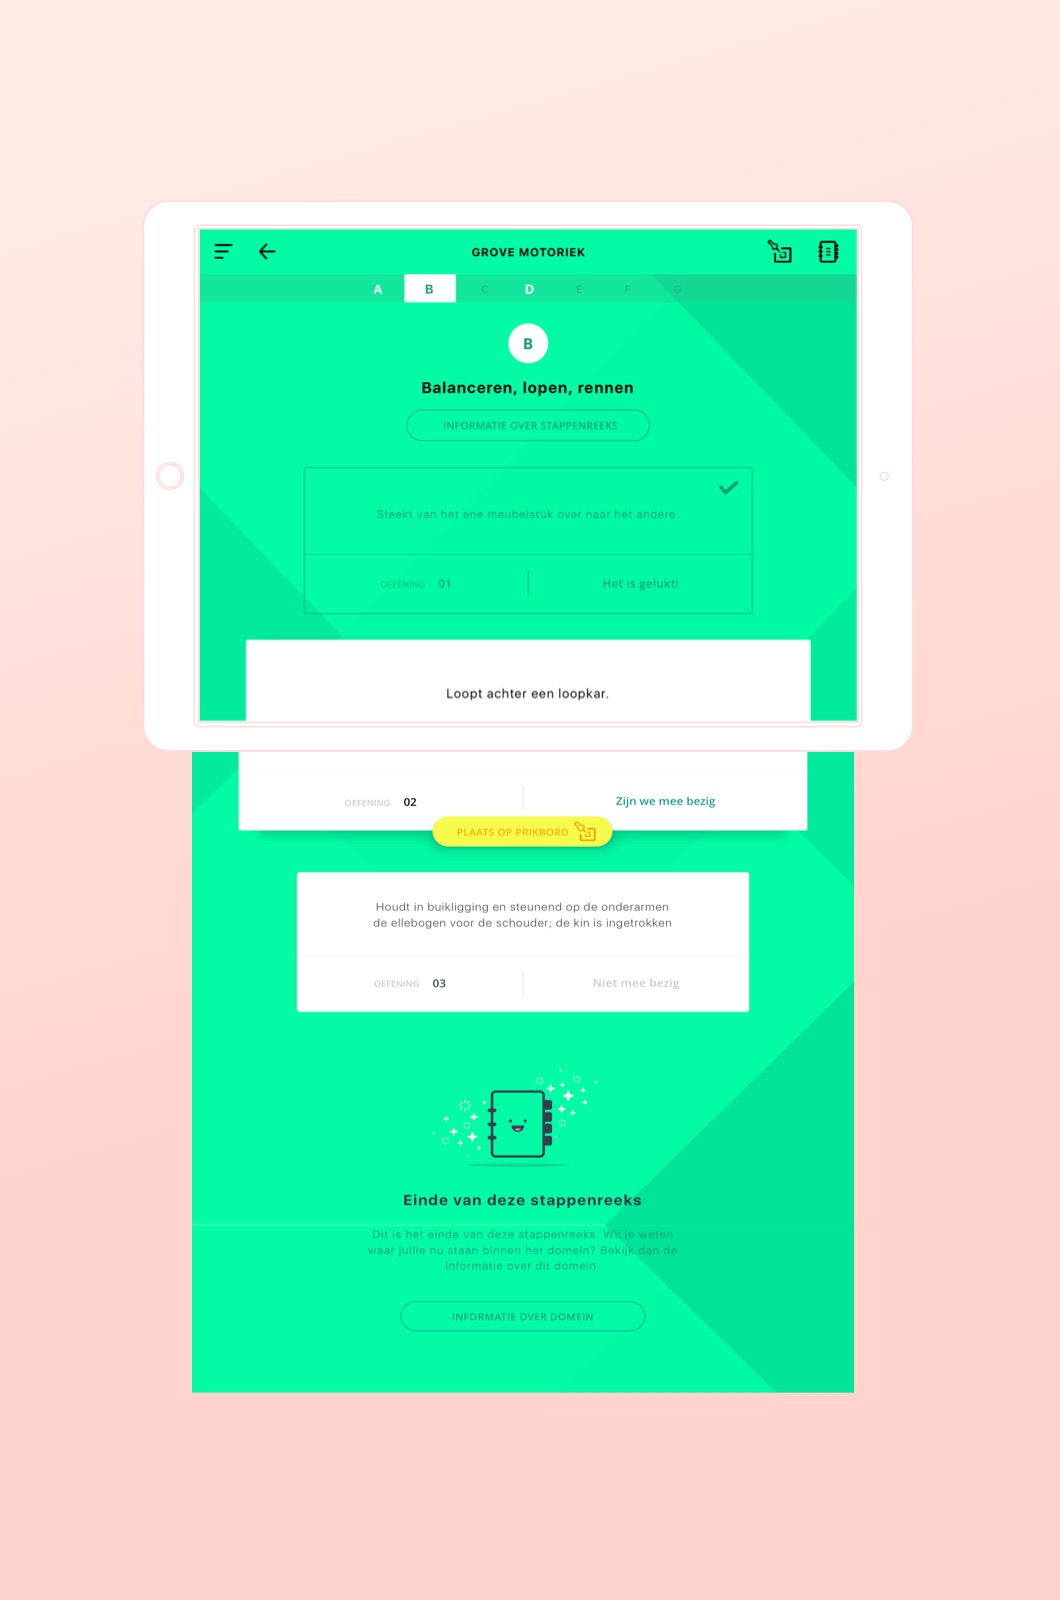 GROVE MOTORIEK
A B C D E F G
B
Balanceren, lopen, rennen
INFORMATIE OVER STAPPENREEKS
Steekt van het ene meubelstuk over naar het andere.
OEFENING 01 Het is gelukt!
Loopt achter een loopkar.
OEFENING 02 Zijn we mee bezig
PLAATS OP PRIKBORD
Houdt in buikligging en steunend op de onderarmen
de ellebogen voor de schouder; de kin is ingetrokken
OEFENING 03 Niet mee bezig
Einde van deze stappenreeks
Dit is het einde van deze stappenreeks. Wil je weten
waar jullie nu staan binnen het domein? Bekijk dan de
informatie over dit domein.
INFORMATIE OVER DOMEIN